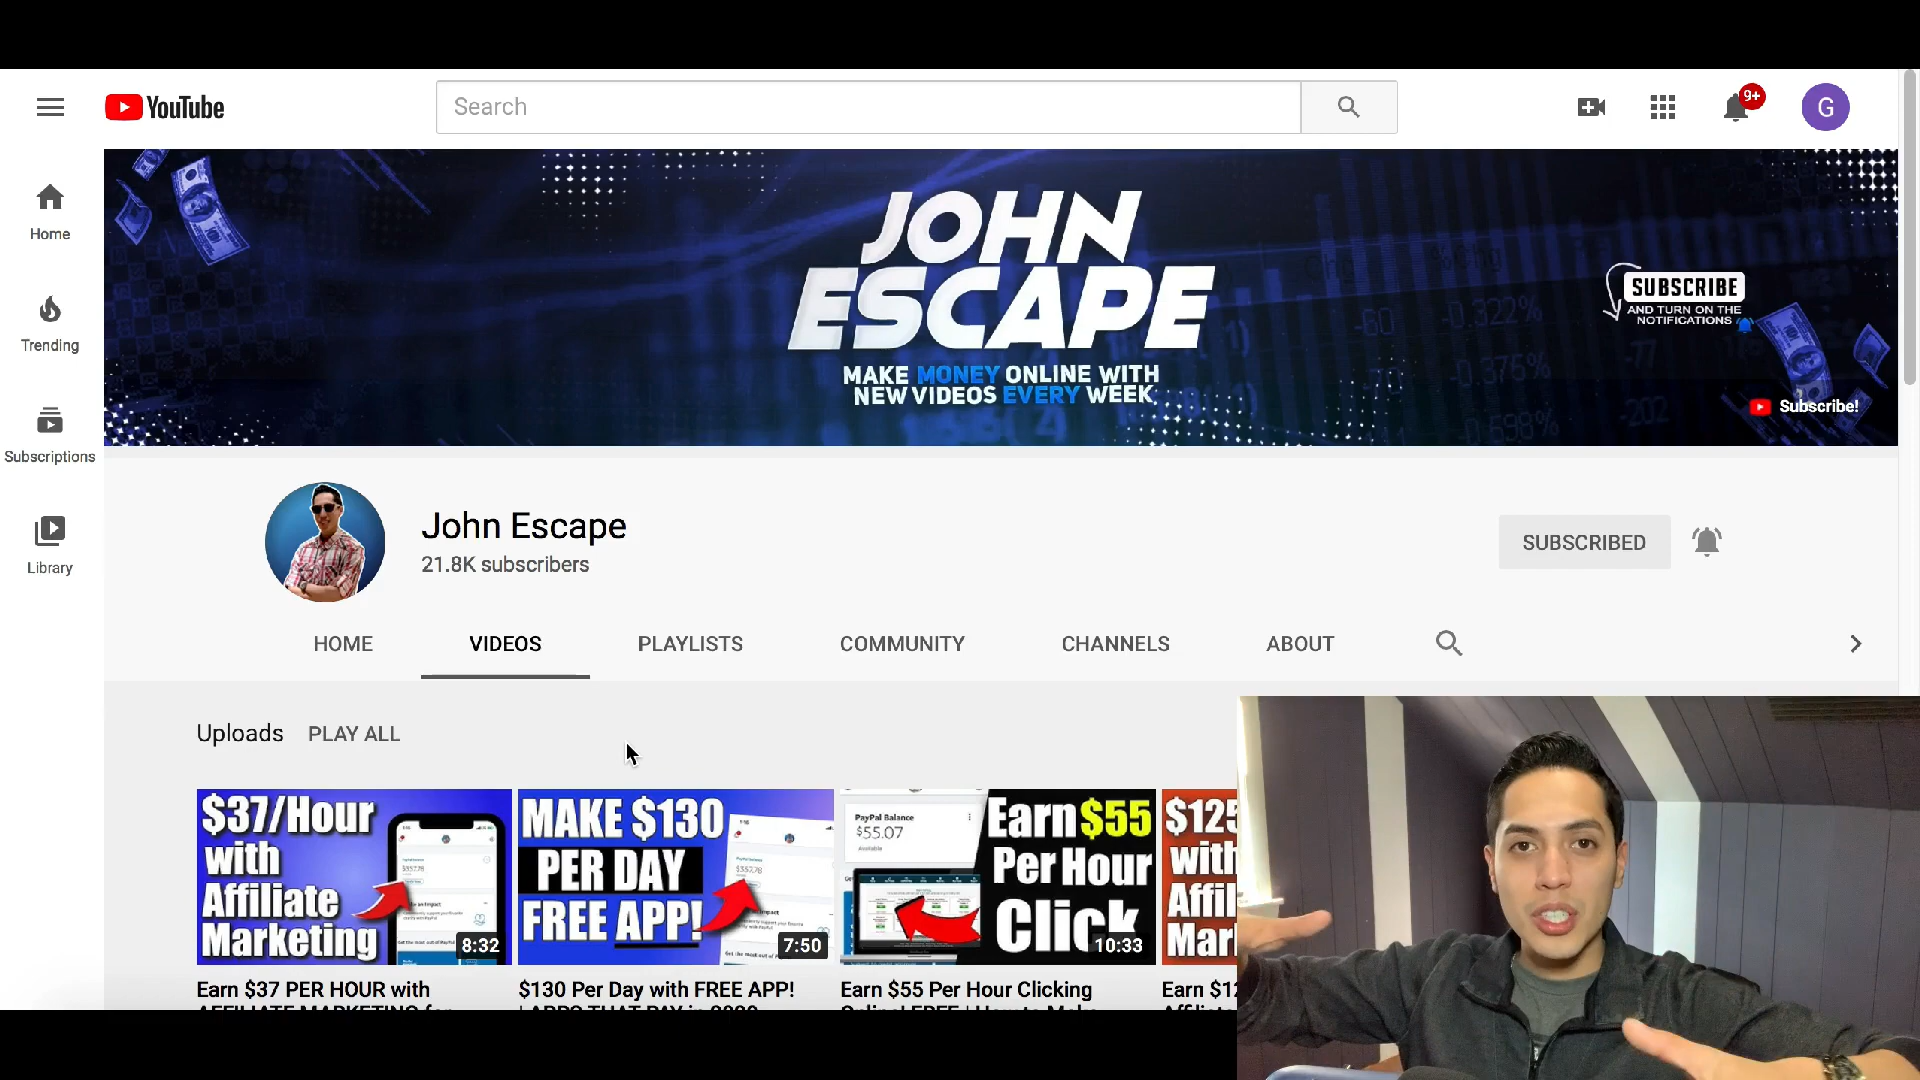 YouTube
Search
9+
G
Home
Trending
Subscriptions
Library
JOHN
ESCAPE
MAKE MONEY ONLINE WITH
NEW VIDEOS EVERY WEEK
SUBSCRIBE
AND TURN ON THE
NOTIFICATIONS
Subscribe!
John Escape
21.8K subscribers
SUBSCRIBED
HOME
VIDEOS
PLAYLISTS
COMMUNITY
CHANNELS
ABOUT
Uploads
PLAY ALL
$37/Hour
with
Affiliate
Marketing
8:32
MAKE $130
PER DAY
FREE APP!
7:50
PayPal Balance
$55.07
Available
Earn $55
Per Hour
Click
10:33
Earn $37 PER HOUR with
$130 Per Day with FREE APP!
Earn $55 Per Hour Clicking